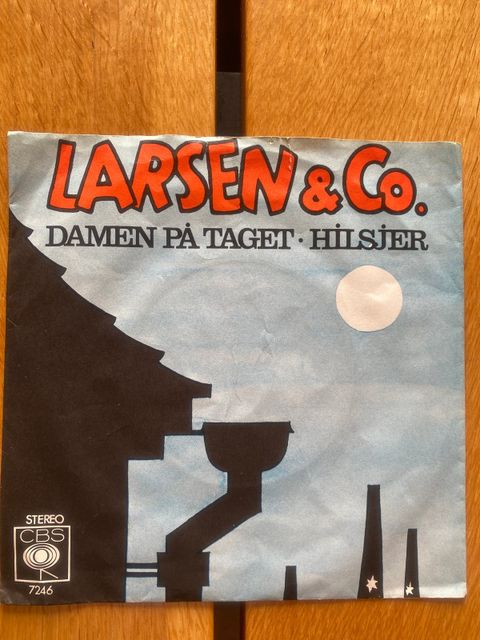 LARSEN & Co.
DAMEN PÅ TAGET · HILSJER
STEREO
CBS
7246